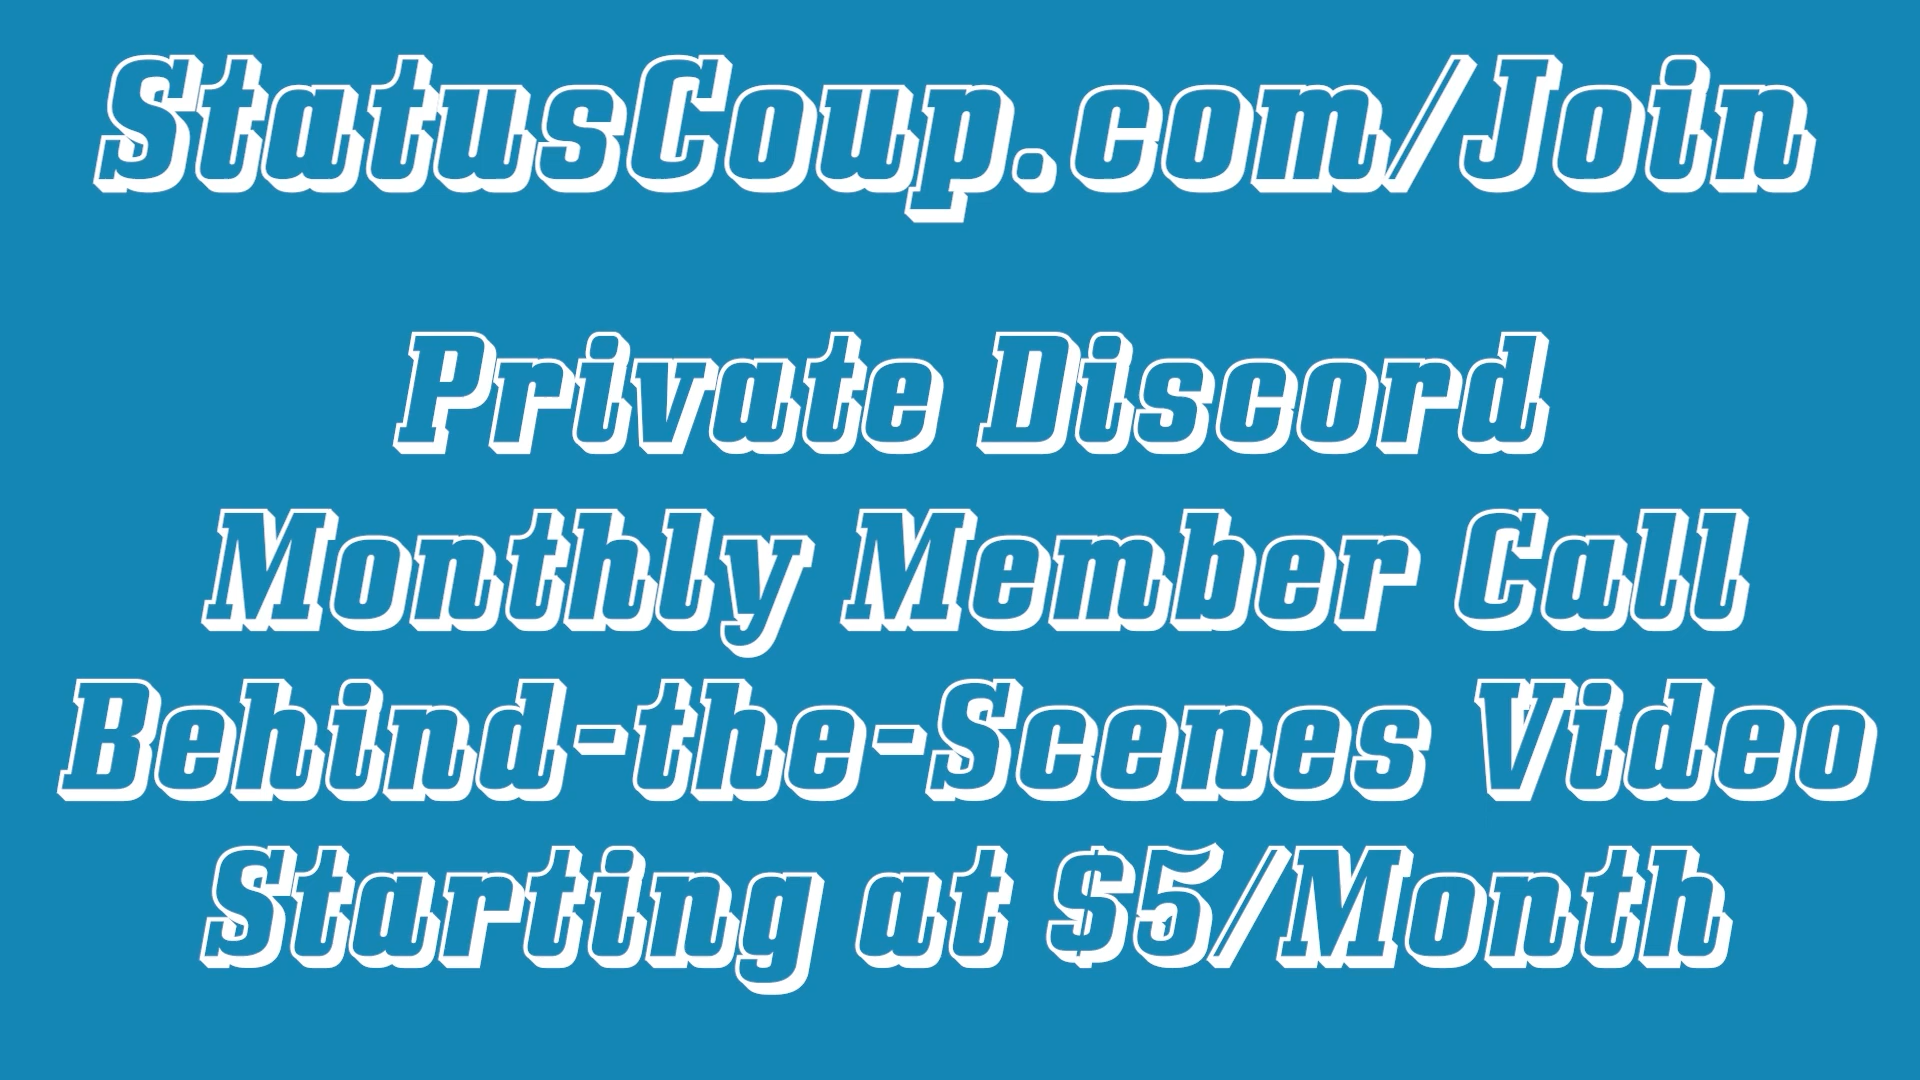 StatusCoup.com/Join
Private Discord
Monthly Member Call
Behind-the-Scenes Video
Starting at $5/Month